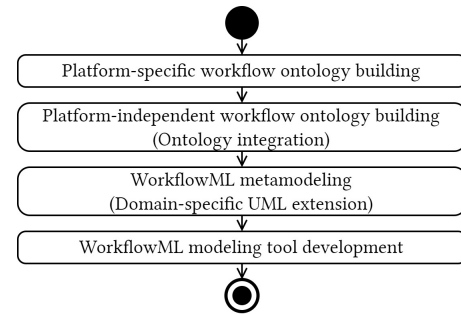 Platform-specific workflow ontology building
Platform-independent workflow ontology building
(Ontology integration)
WorkflowML metamodeling
(Domain-specific UML extension)
WorkflowML modeling tool development